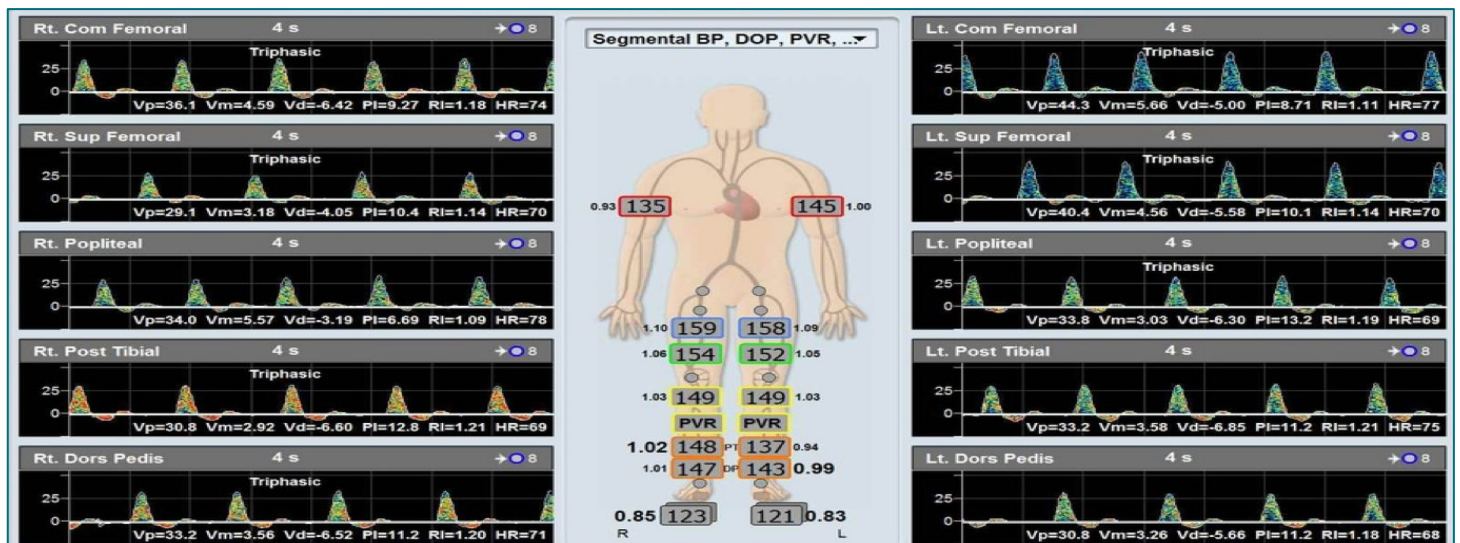 Rt. Com Femoral 4 s 8
Triphasic
25
0
Vp=36.1 Vm=4.59 Vd=-6.42 PI=9.27 RI=1.18 HR=74
Rt. Sup Femoral 4 s 8
Triphasic
25
0
Vp=29.1 Vm=3.18 Vd=-4.05 PI=10.4 RI=1.14 HR=70
Rt. Popliteal 4 s 8
25
0
Vp=34.0 Vm=5.57 Vd=-3.19 PI=6.69 RI=1.09 HR=78
Rt. Post Tibial 4 s 8
Triphasic
25
0
Vp=30.8 Vm=2.92 Vd=-6.60 PI=12.8 RI=1.21 HR=69
Rt. Dors Pedis 4 s 8
Triphasic
25
0
Vp=33.2 Vm=3.56 Vd=-6.52 PI=11.2 RI=1.20 HR=71
Segmental BP, DOP, PVR, ...
0.93 135 145 1.00
1.10 159 158 1.09
1.06 154 152 1.05
1.03 149 149 1.03
PVR PVR
1.02 148 PT 137 0.94
1.01 147 DP 143 0.99
0.85 123 121 0.83
R L
Lt. Com Femoral 4 s 8
Triphasic
25
0
Vp=44.3 Vm=5.66 Vd=-5.00 PI=8.71 RI=1.11 HR=77
Lt. Sup Femoral 4 s 8
Triphasic
25
0
Vp=40.4 Vm=4.56 Vd=-5.58 PI=10.1 RI=1.14 HR=70
Lt. Popliteal 4 s 8
Triphasic
25
0
Vp=33.8 Vm=3.03 Vd=-6.30 PI=13.2 RI=1.19 HR=69
Lt. Post Tibial 4 s 8
25
0
Vp=33.2 Vm=3.58 Vd=-6.85 PI=11.2 RI=1.21 HR=75
Lt. Dors Pedis 4 s 8
25
0
Vp=30.8 Vm=3.26 Vd=-5.66 PI=11.2 RI=1.18 HR=68